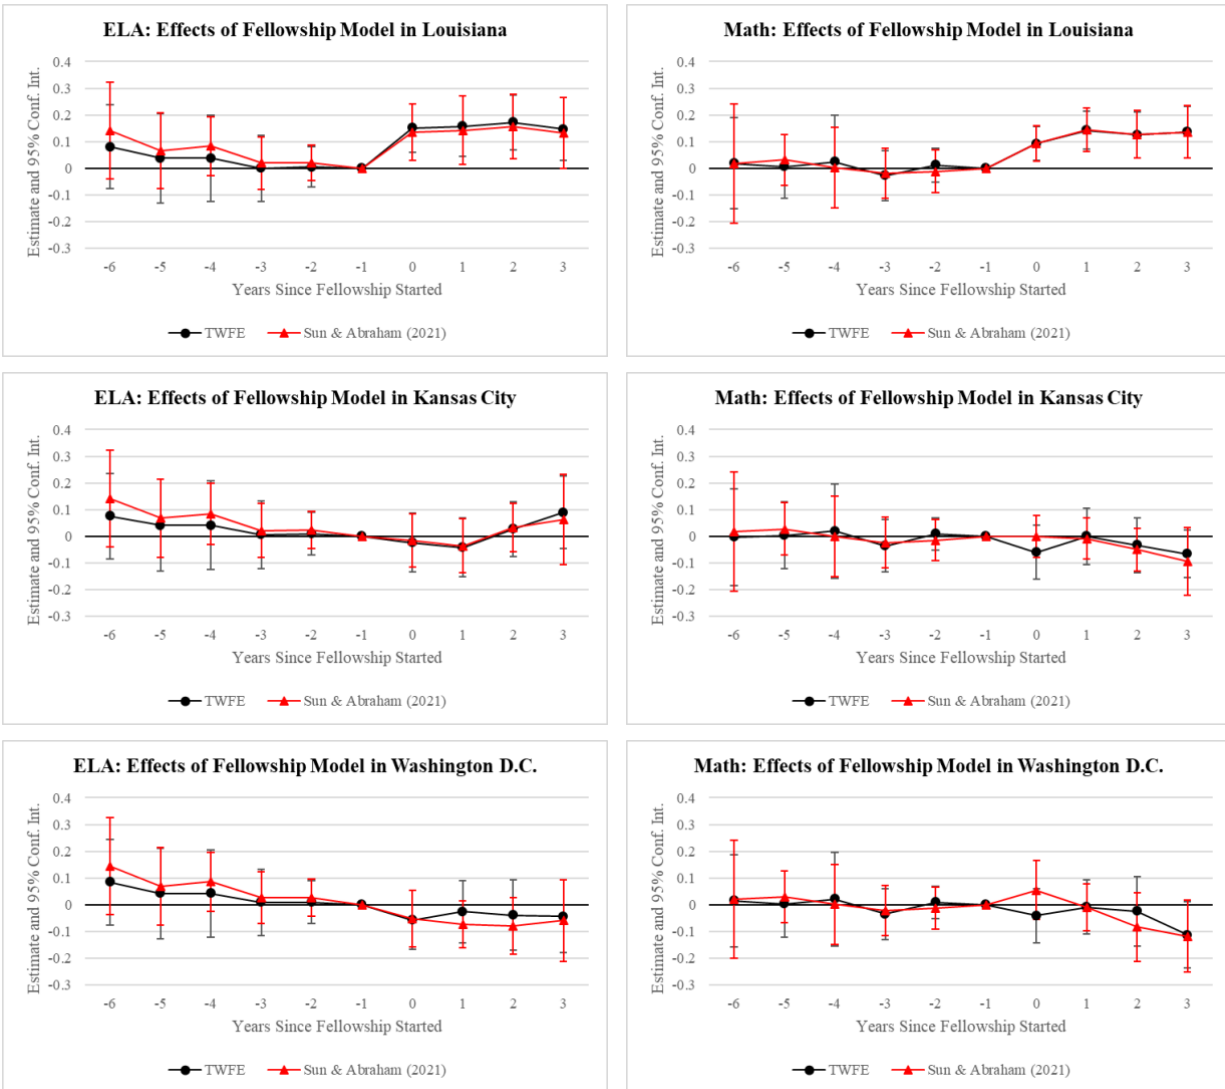 ELA: Effects of Fellowship Model in Louisiana
Estimate and 95% Conf. Int.
0.4
0.3
0.2
0.1
0
-0.1
-0.2
-0.3
-6 -5 -4 -3 -2 -1 0 1 2 3
Years Since Fellowship Started
TWFE Sun & Abraham (2021)
Math: Effects of Fellowship Model in Louisiana
Estimate and 95% Conf. Int.
0.4
0.3
0.2
0.1
0
-0.1
-0.2
-0.3
-6 -5 -4 -3 -2 -1 0 1 2 3
Years Since Fellowship Started
TWFE Sun & Abraham (2021)
ELA: Effects of Fellowship Model in Kansas City
Estimate and 95% Conf. Int.
0.4
0.3
0.2
0.1
0
-0.1
-0.2
-0.3
-6 -5 -4 -3 -2 -1 0 1 2 3
Years Since Fellowship Started
TWFE Sun & Abraham (2021)
Math: Effects of Fellowship Model in Kansas City
Estimate and 95% Conf. Int.
0.4
0.3
0.2
0.1
0
-0.1
-0.2
-0.3
-6 -5 -4 -3 -2 -1 0 1 2 3
Years Since Fellowship Started
TWFE Sun & Abraham (2021)
ELA: Effects of Fellowship Model in Washington D.C.
Estimate and 95% Conf. Int.
0.4
0.3
0.2
0.1
0
-0.1
-0.2
-0.3
-6 -5 -4 -3 -2 -1 0 1 2 3
Years Since Fellowship Started
TWFE Sun & Abraham (2021)
Math: Effects of Fellowship Model in Washington D.C.
Estimate and 95% Conf. Int.
0.4
0.3
0.2
0.1
0
-0.1
-0.2
-0.3
-6 -5 -4 -3 -2 -1 0 1 2 3
Years Since Fellowship Started
TWFE Sun & Abraham (2021)